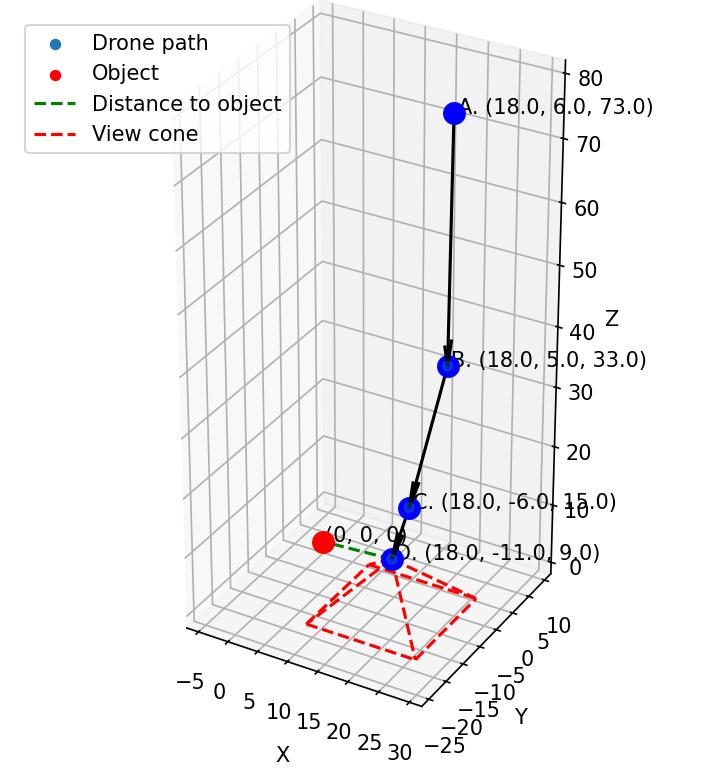 Drone path
Object
Distance to object
View cone
A. (18.0, 6.0, 73.0)
B. (18.0, 5.0, 33.0)
C. (18.0, -6.0, 15.0)
(0, 0, 0)
D. (18.0, -11.0, 9.0)
80
70
60
50
40
30
20
10
0
Z
−5
0
5
10
15
20
25
30
X
10
5
0
−5
−10
−15
−20
−25
Y